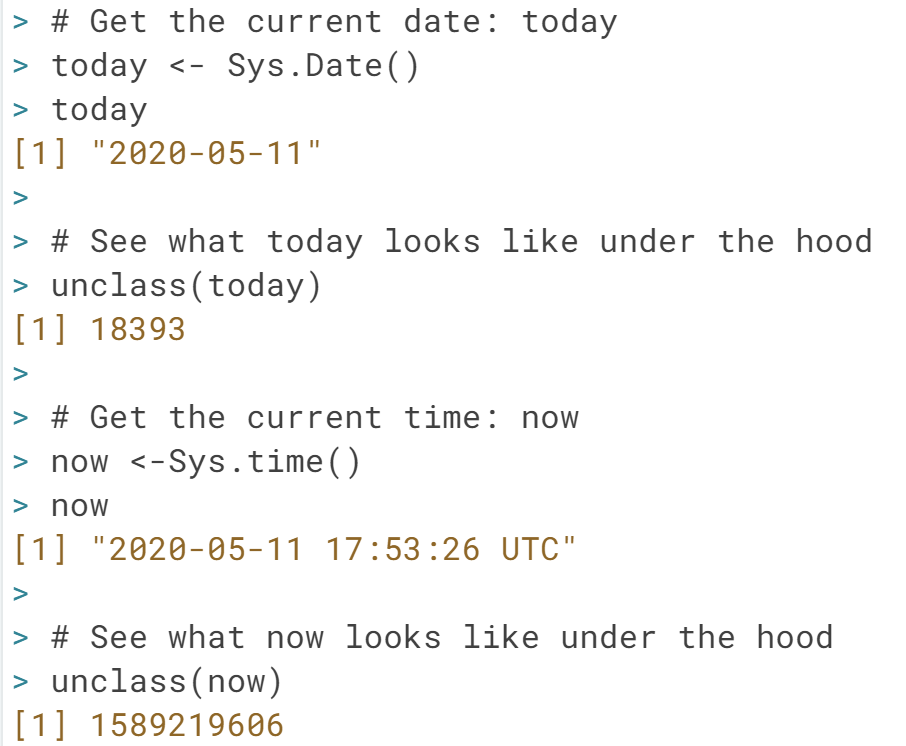 > # Get the current date: today
> today <- Sys.Date()
> today
[1] "2020-05-11"
>
> # See what today looks like under the hood
> unclass(today)
[1] 18393
>
> # Get the current time: now
> now <-Sys.time()
> now
[1] "2020-05-11 17:53:26 UTC"
>
> # See what now looks like under the hood
> unclass(now)
[1] 1589219606